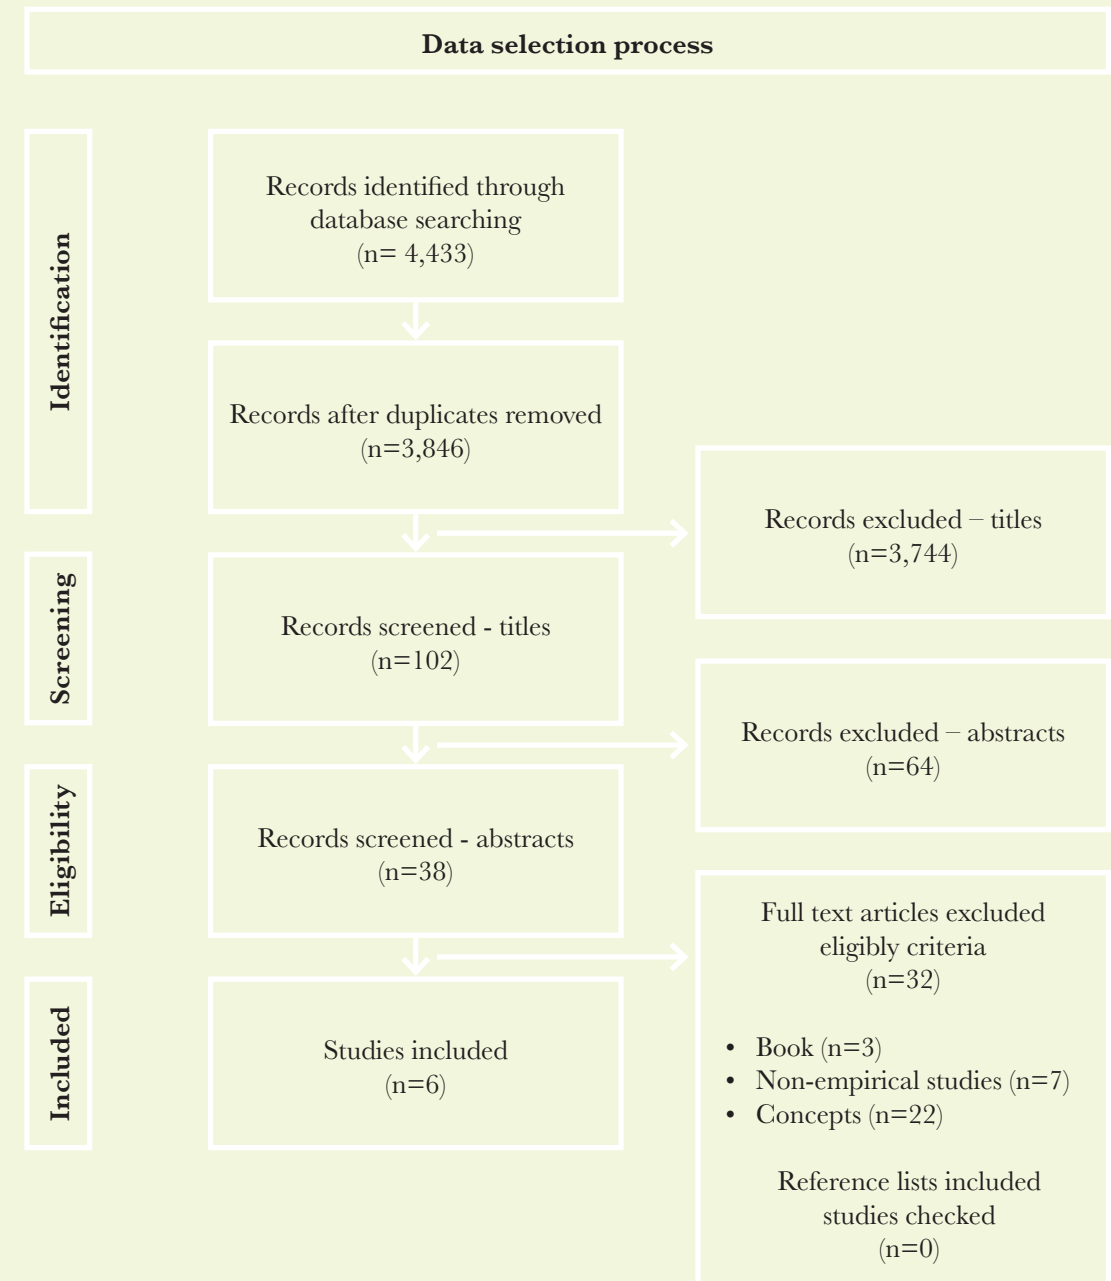 Data selection process
Identification
Records identified through
database searching
(n= 4,433)
Records after duplicates removed
(n=3,846)
Records excluded – titles
(n=3,744)
Screening
Records screened - titles
(n=102)
Records excluded – abstracts
(n=64)
Eligibility
Records screened - abstracts
(n=38)
Full text articles excluded
eligibly criteria
(n=32)
• Book (n=3)
• Non-empirical studies (n=7)
• Concepts (n=22)
Reference lists included
studies checked
(n=0)
Included
Studies included
(n=6)